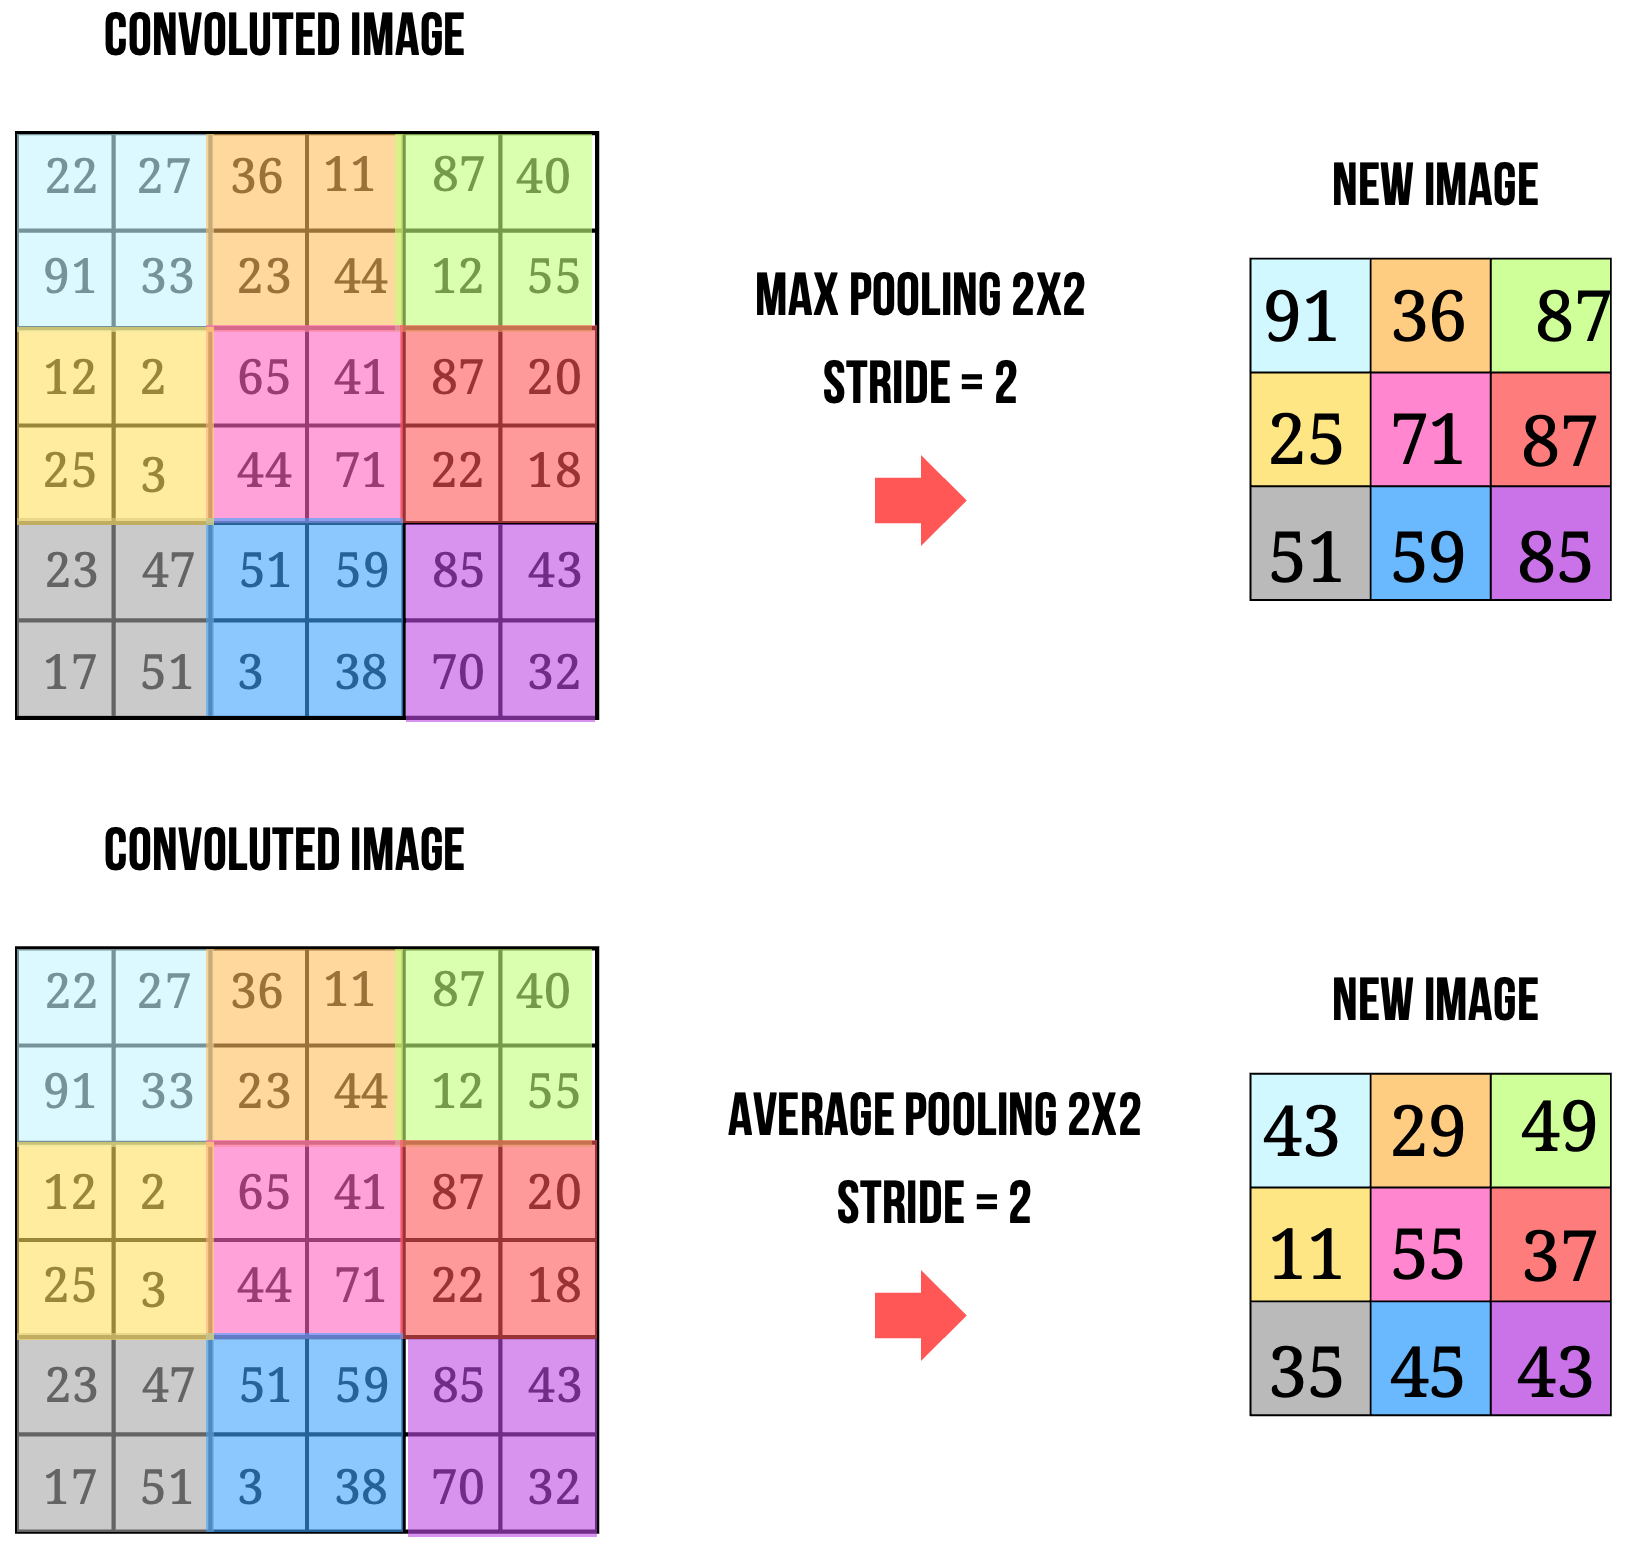 CONVOLUTED IMAGE
22 27 36 11 87 40
91 33 23 44 12 55
12 2 65 41 87 20
25 3 44 71 22 18
23 47 51 59 85 43
17 51 3 38 70 32
MAX POOLING 2X2
STRIDE = 2
NEW IMAGE
91 36 87
25 71 87
51 59 85
CONVOLUTED IMAGE
22 27 36 11 87 40
91 33 23 44 12 55
12 2 65 41 87 20
25 3 44 71 22 18
23 47 51 59 85 43
17 51 3 38 70 32
AVERAGE POOLING 2X2
STRIDE = 2
NEW IMAGE
43 29 49
11 55 37
35 45 43